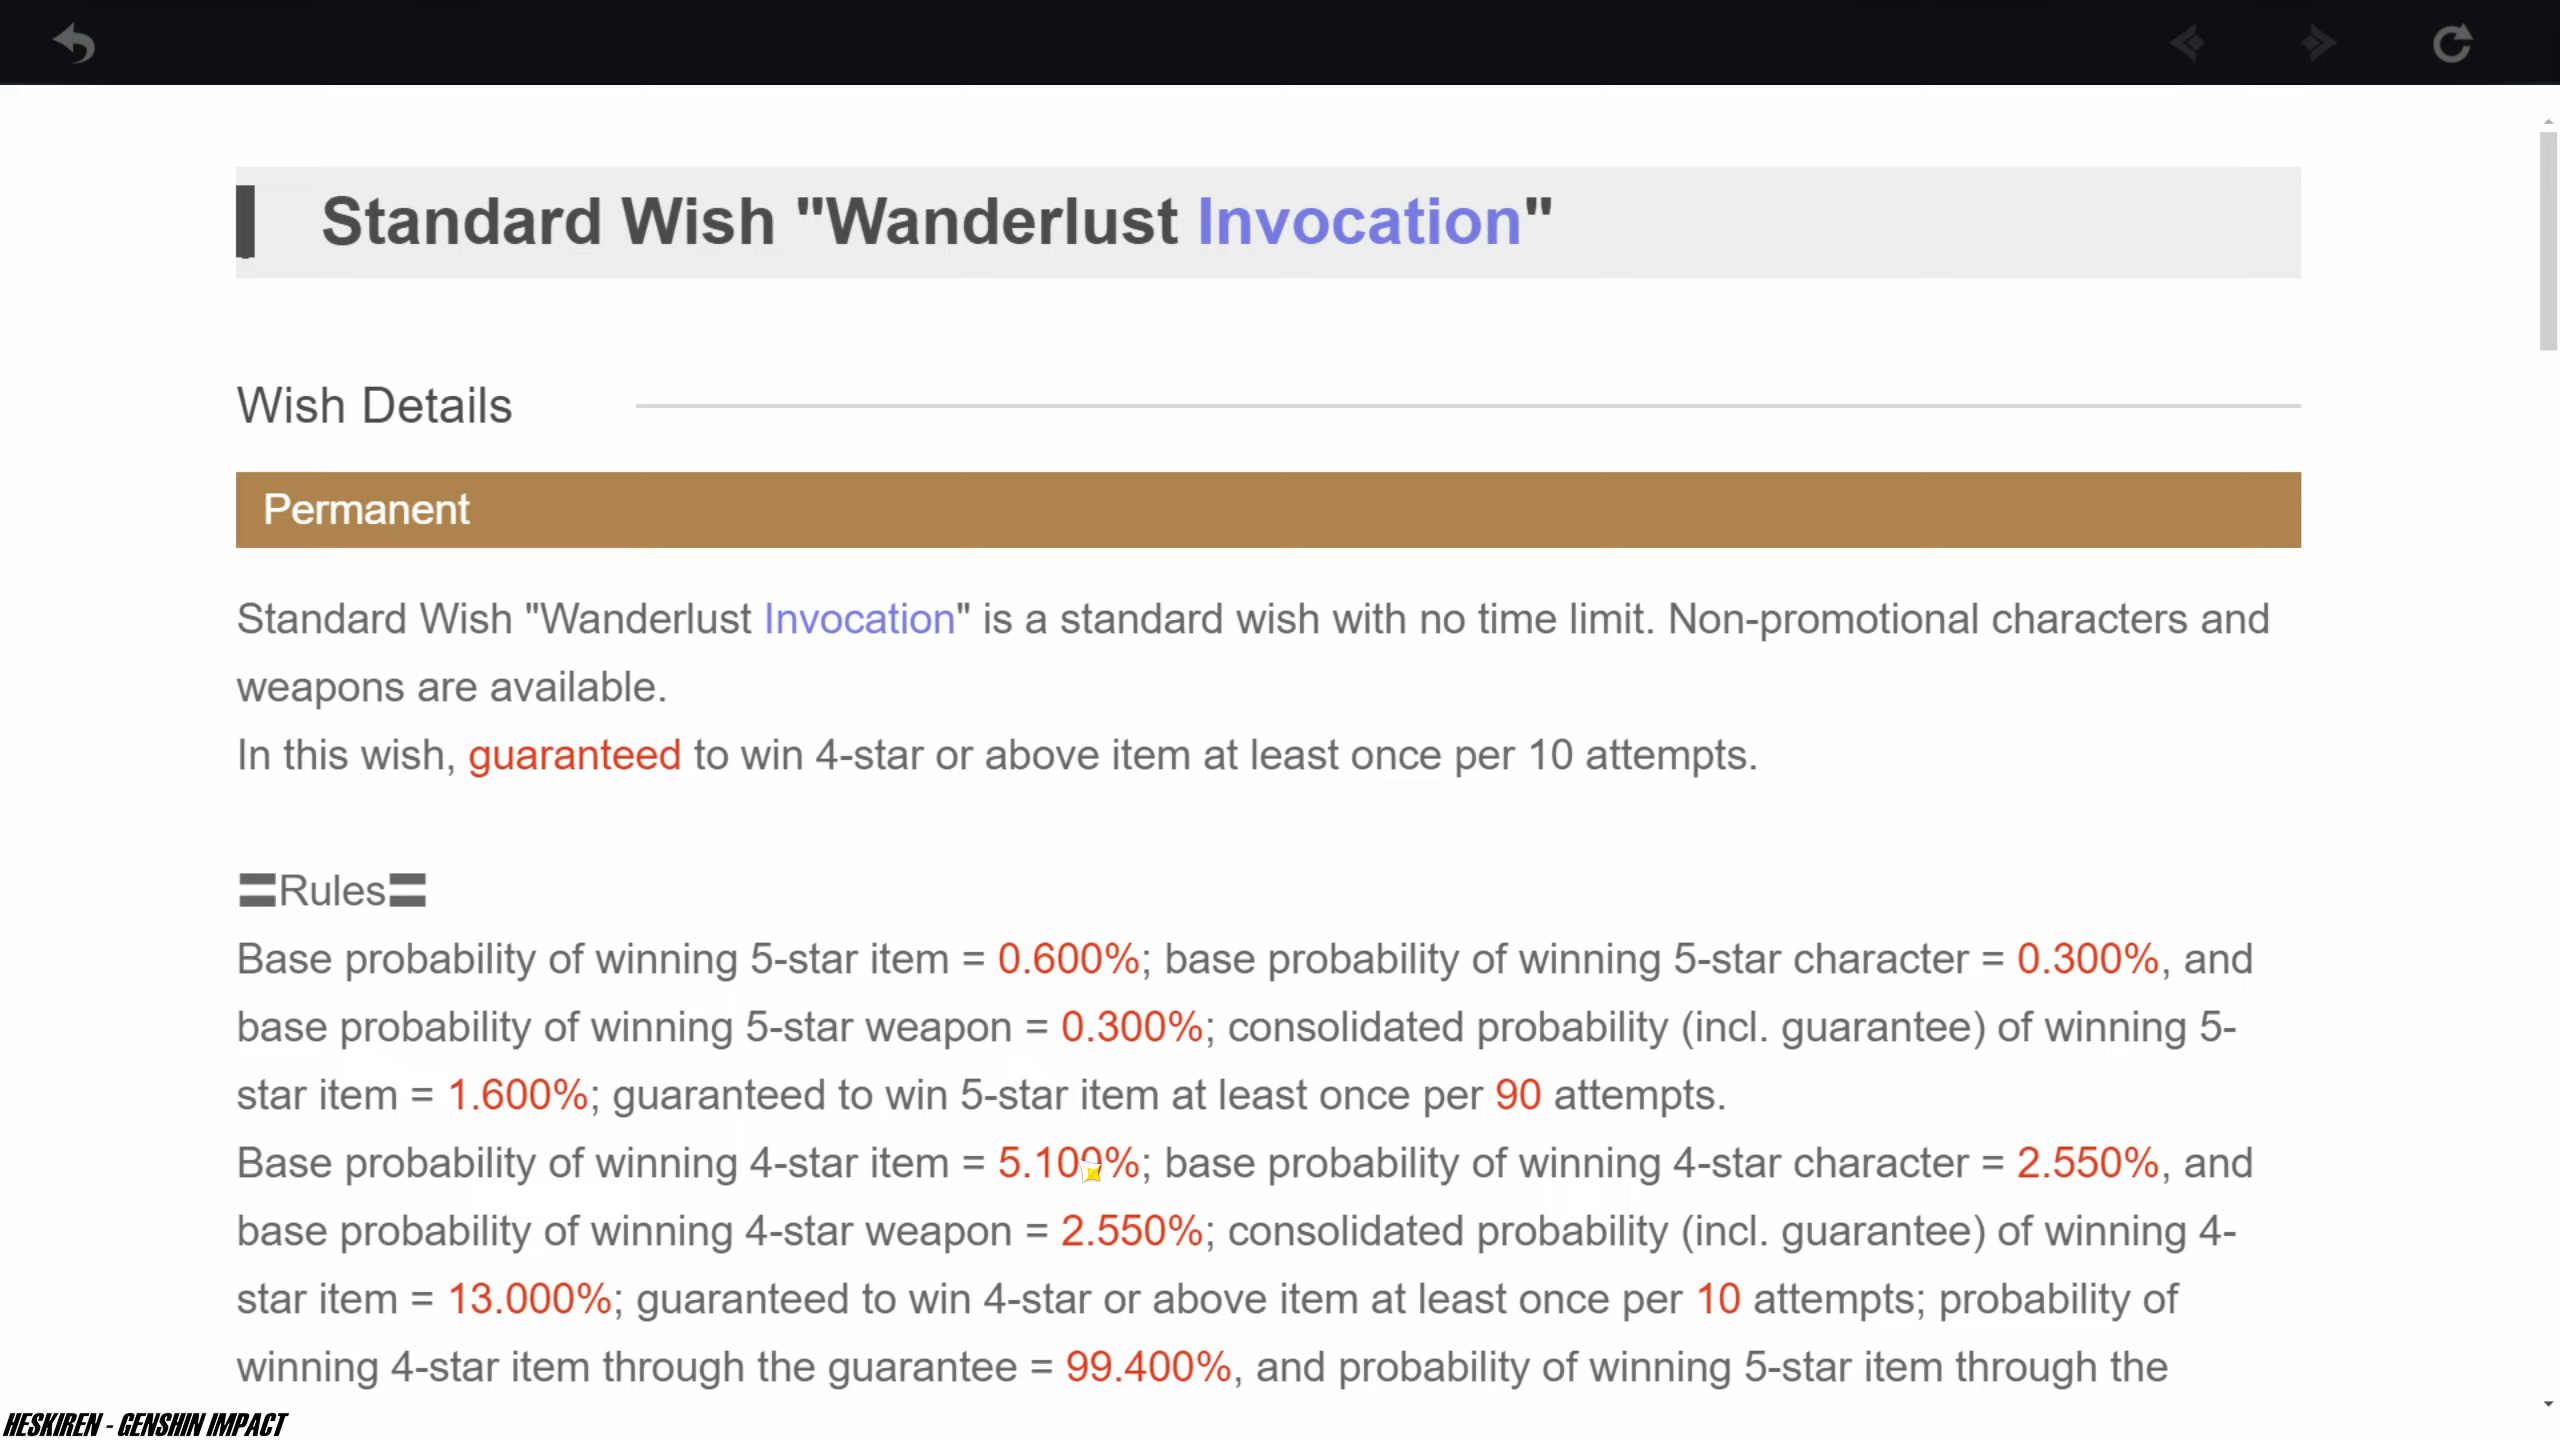 Standard Wish "Wanderlust Invocation"
Wish Details
Permanent
Standard Wish "Wanderlust Invocation" is a standard wish with no time limit. Non-promotional characters and
weapons are available.
In this wish, guaranteed to win 4-star or above item at least once per 10 attempts.
〓Rules〓
Base probability of winning 5-star item = 0.600%; base probability of winning 5-star character = 0.300%, and
base probability of winning 5-star weapon = 0.300%; consolidated probability (incl. guarantee) of winning 5-
star item = 1.600%; guaranteed to win 5-star item at least once per 90 attempts.
Base probability of winning 4-star item = 5.100%; base probability of winning 4-star character = 2.550%, and
base probability of winning 4-star weapon = 2.550%; consolidated probability (incl. guarantee) of winning 4-
star item = 13.000%; guaranteed to win 4-star or above item at least once per 10 attempts; probability of
winning 4-star item through the guarantee = 99.400%, and probability of winning 5-star item through the
HESKIREN - GENSHIN IMPACT